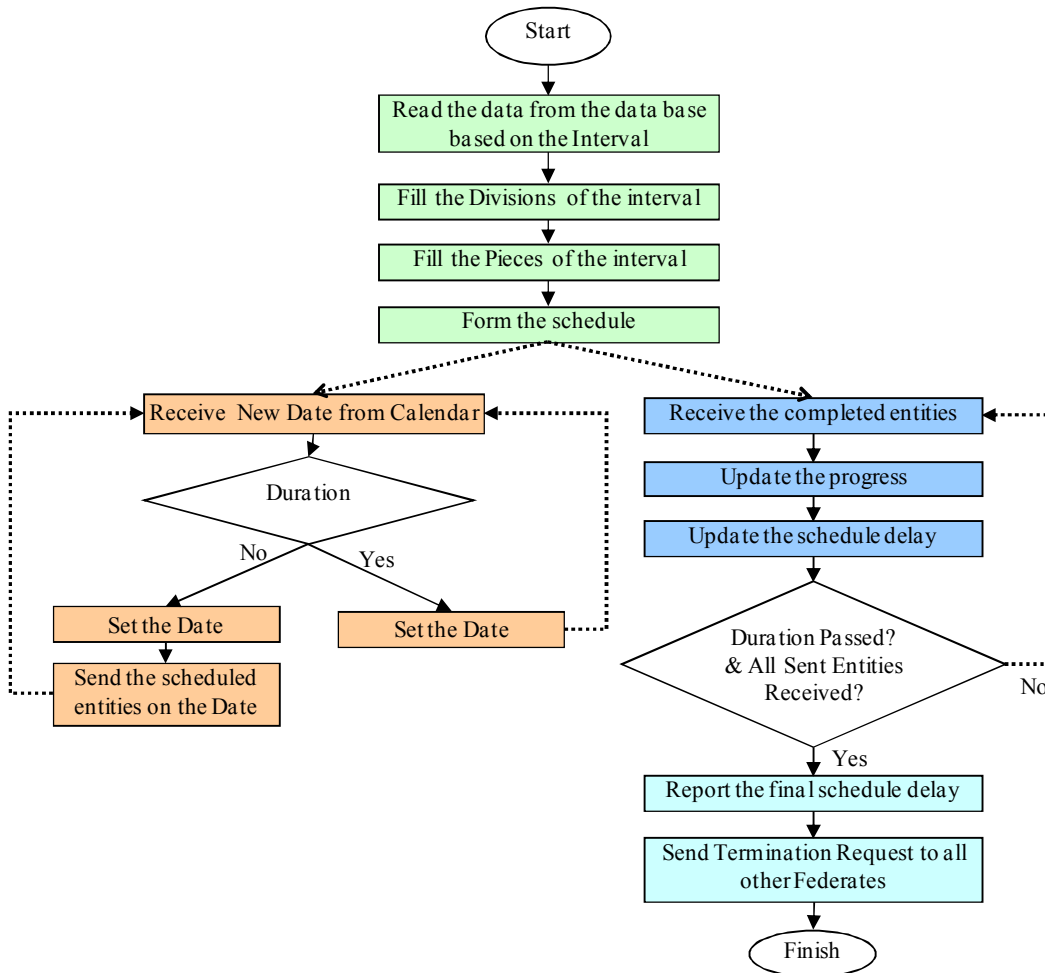 Start
Read the data from the data base
based on the Interval
Fill the Divisions of the interval
Fill the Pieces of the interval
Form the schedule
Receive New Date from Calendar
Duration
No
Yes
Set the Date
Send the scheduled
entities on the Date
Set the Date
Receive the completed entities
Update the progress
Update the schedule delay
Duration Passed?
& All Sent Entities
Received?
No
Yes
Report the final schedule delay
Send Termination Request to all
other Federates
Finish